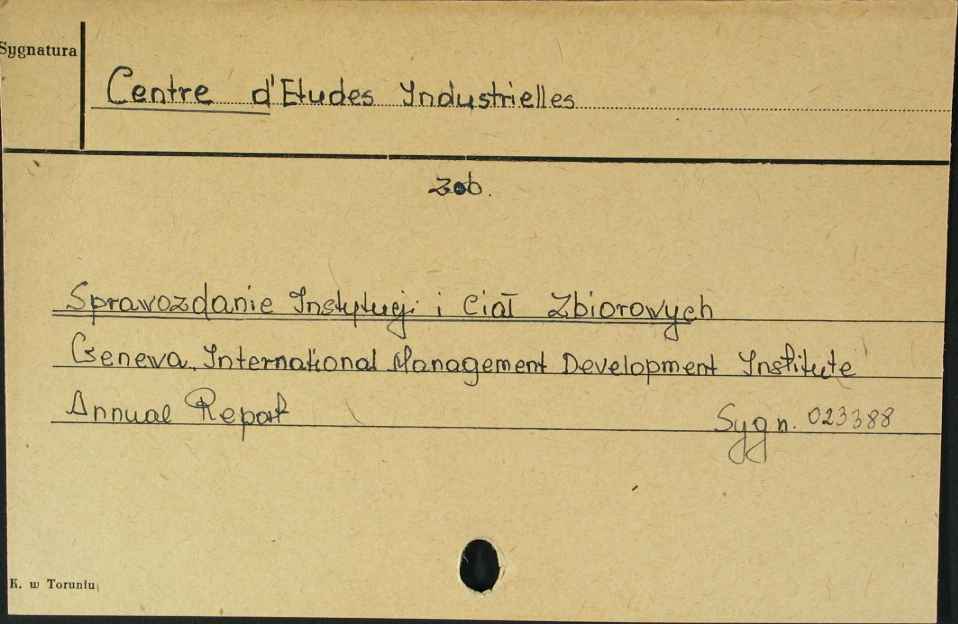 Sygnatura
Centre d'Etudes Industrielles
zob.
Sprawozdanie Instytucji i Ciał Zbiorowych
Geneva. International Management Development Institute
Annual Report
Sygn. 023388
K. w Toruniu